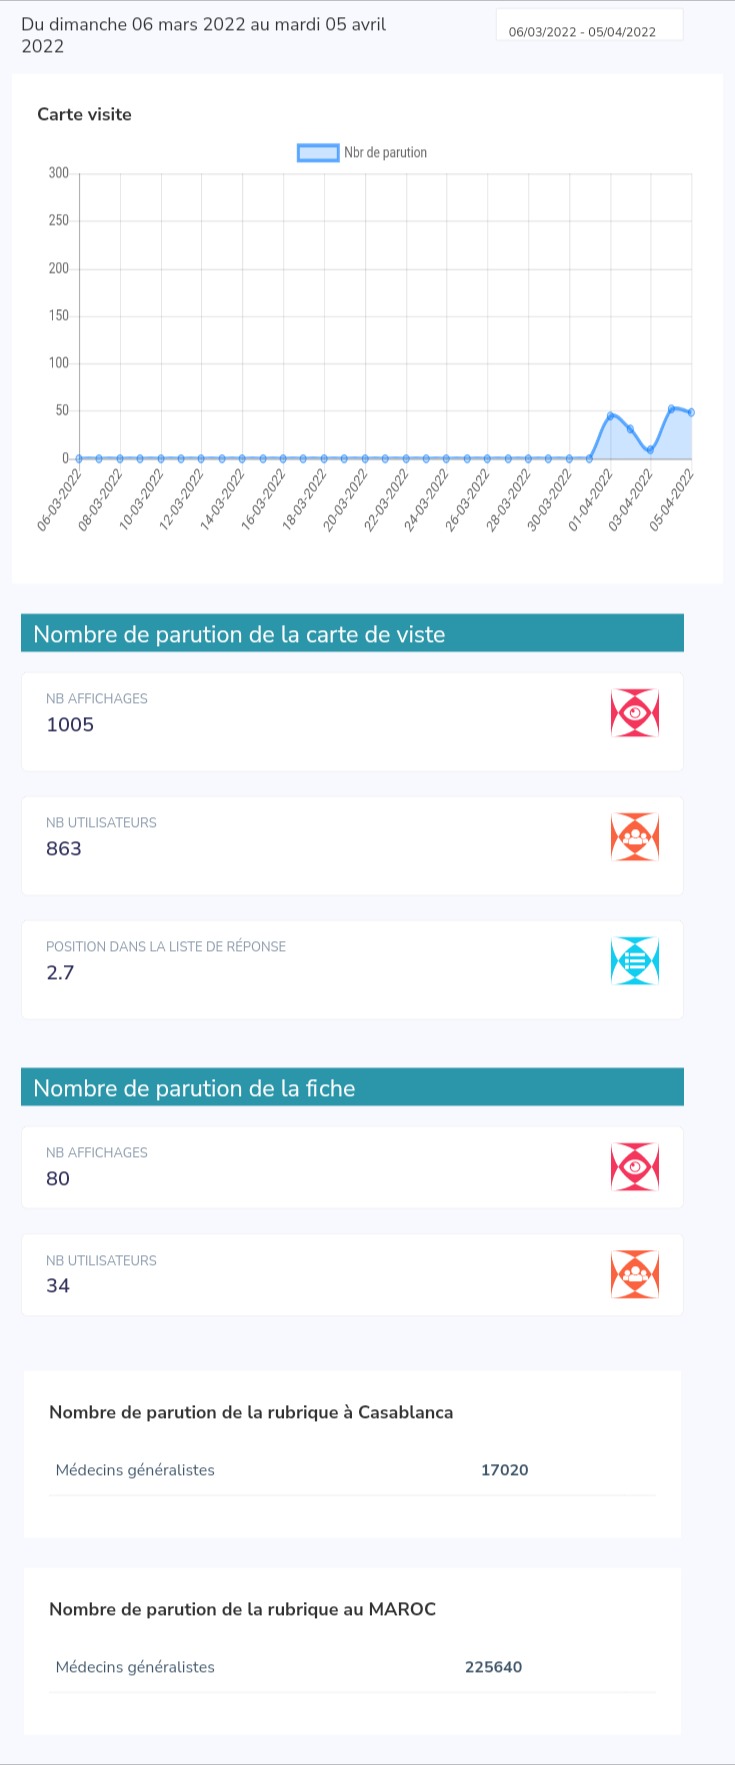 Du dimanche 06 mars 2022 au mardi 05 avril
2022
06/03/2022 - 05/04/2022
Carte visite
Nbr de parution
300
250
200
150
100
50
0
06-03-2022
08-03-2022
10-03-2022
12-03-2022
14-03-2022
16-03-2022
18-03-2022
20-03-2022
22-03-2022
24-03-2022
26-03-2022
28-03-2022
30-03-2022
01-04-2022
03-04-2022
05-04-2022
Nombre de parution de la carte de viste
NB AFFICHAGES
1005
NB UTILISATEURS
863
POSITION DANS LA LISTE DE RÉPONSE
2.7
Nombre de parution de la fiche
NB AFFICHAGES
80
NB UTILISATEURS
34
Nombre de parution de la rubrique à Casablanca
Médecins généralistes 17020
Nombre de parution de la rubrique au MAROC
Médecins généralistes 225640